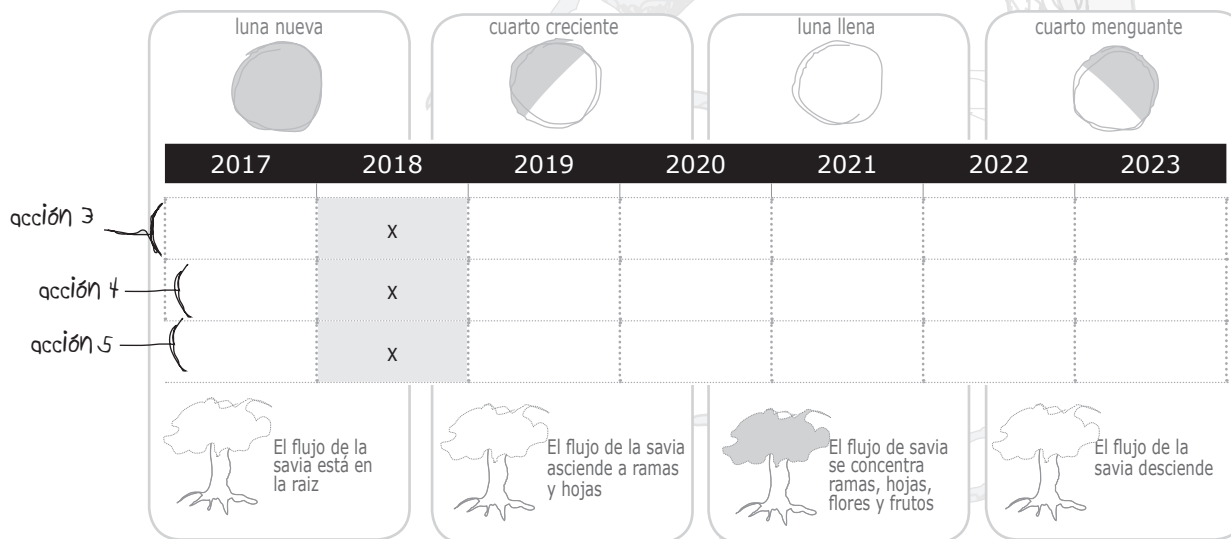 luna nueva cuarto creciente luna llena cuarto menguante
2017 2018 2019 2020 2021 2022 2023
acción 3 x
acción 4 x
acción 5 x
El flujo de la
savia está en
la raiz
El flujo de la savia
asciende a ramas
y hojas
El flujo de savia
se concentra
ramas, hojas,
flores y frutos
El flujo de la
savia desciende